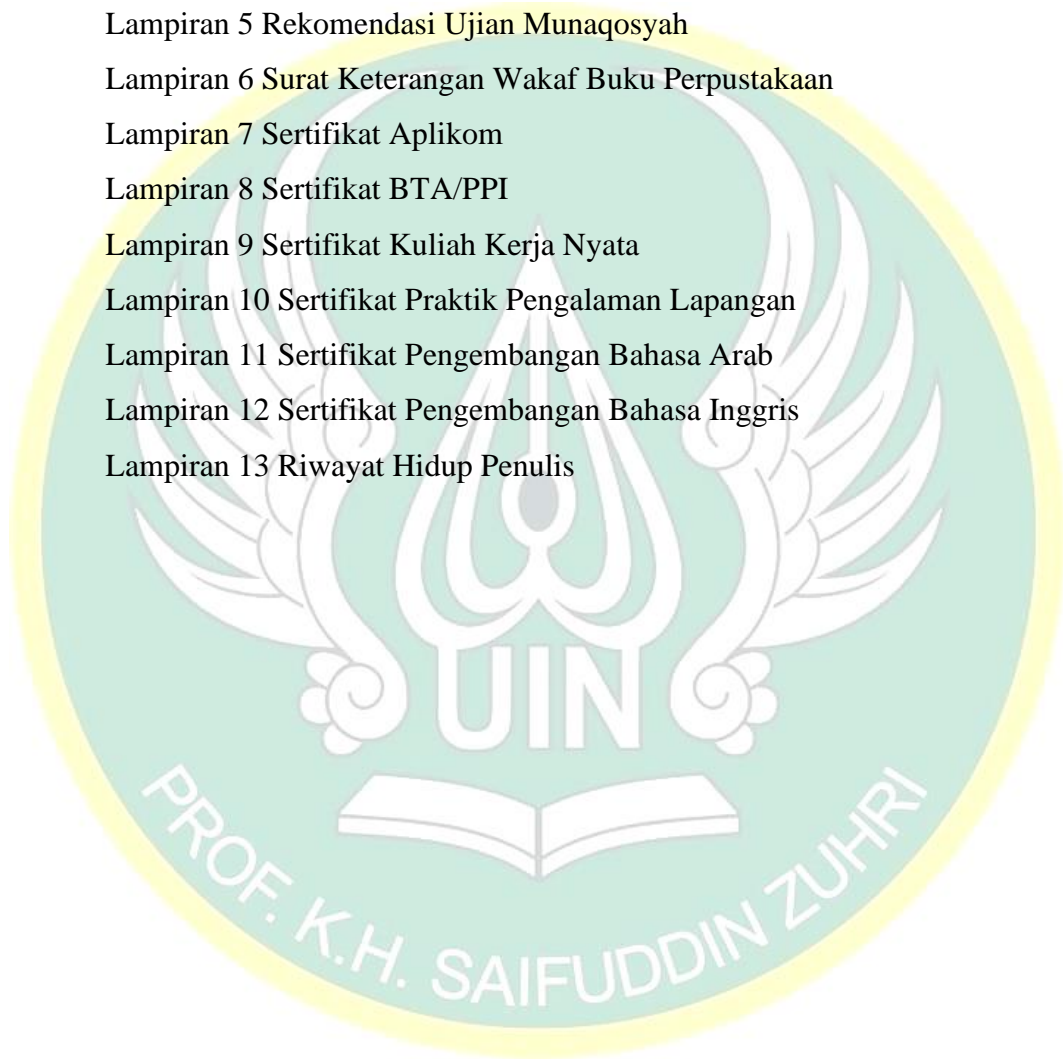 Lampiran 5 Rekomendasi Ujian Munaqosyah
Lampiran 6 Surat Keterangan Wakaf Buku Perpustakaan
Lampiran 7 Sertifikat Aplikom
Lampiran 8 Sertifikat BTA/PPI
Lampiran 9 Sertifikat Kuliah Kerja Nyata
Lampiran 10 Sertifikat Praktik Pengalaman Lapangan
Lampiran 11 Sertifikat Pengembangan Bahasa Arab
Lampiran 12 Sertifikat Pengembangan Bahasa Inggris
Lampiran 13 Riwayat Hidup Penulis
UIN
PROF. K.H. SAIFUDDIN ZUHRI